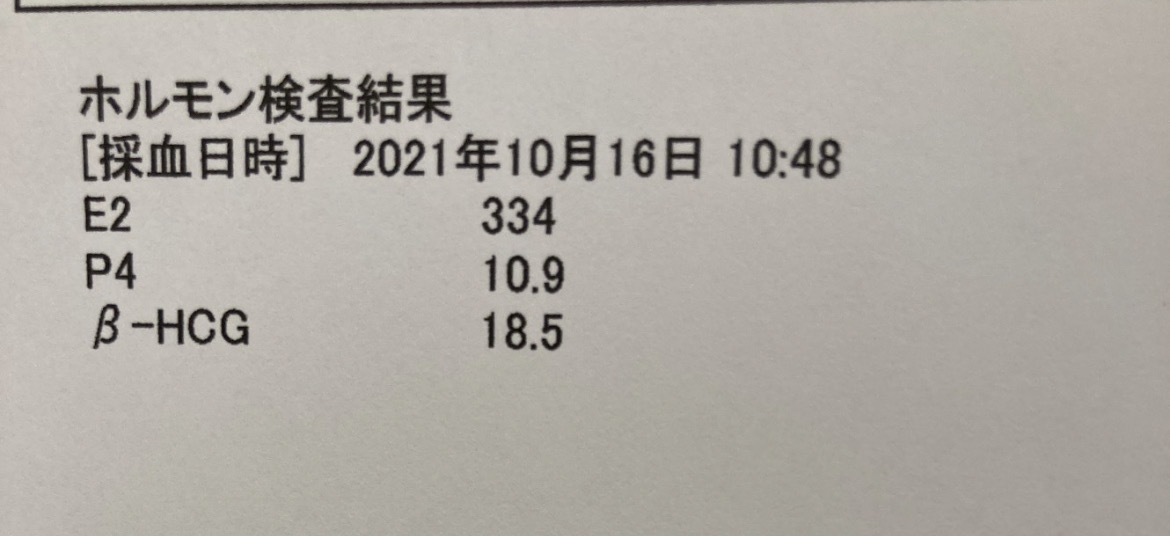 ホルモン検査結果
[採血日時] 2021年10月16日 10:48
E2 334
P4 10.9
β-HCG 18.5